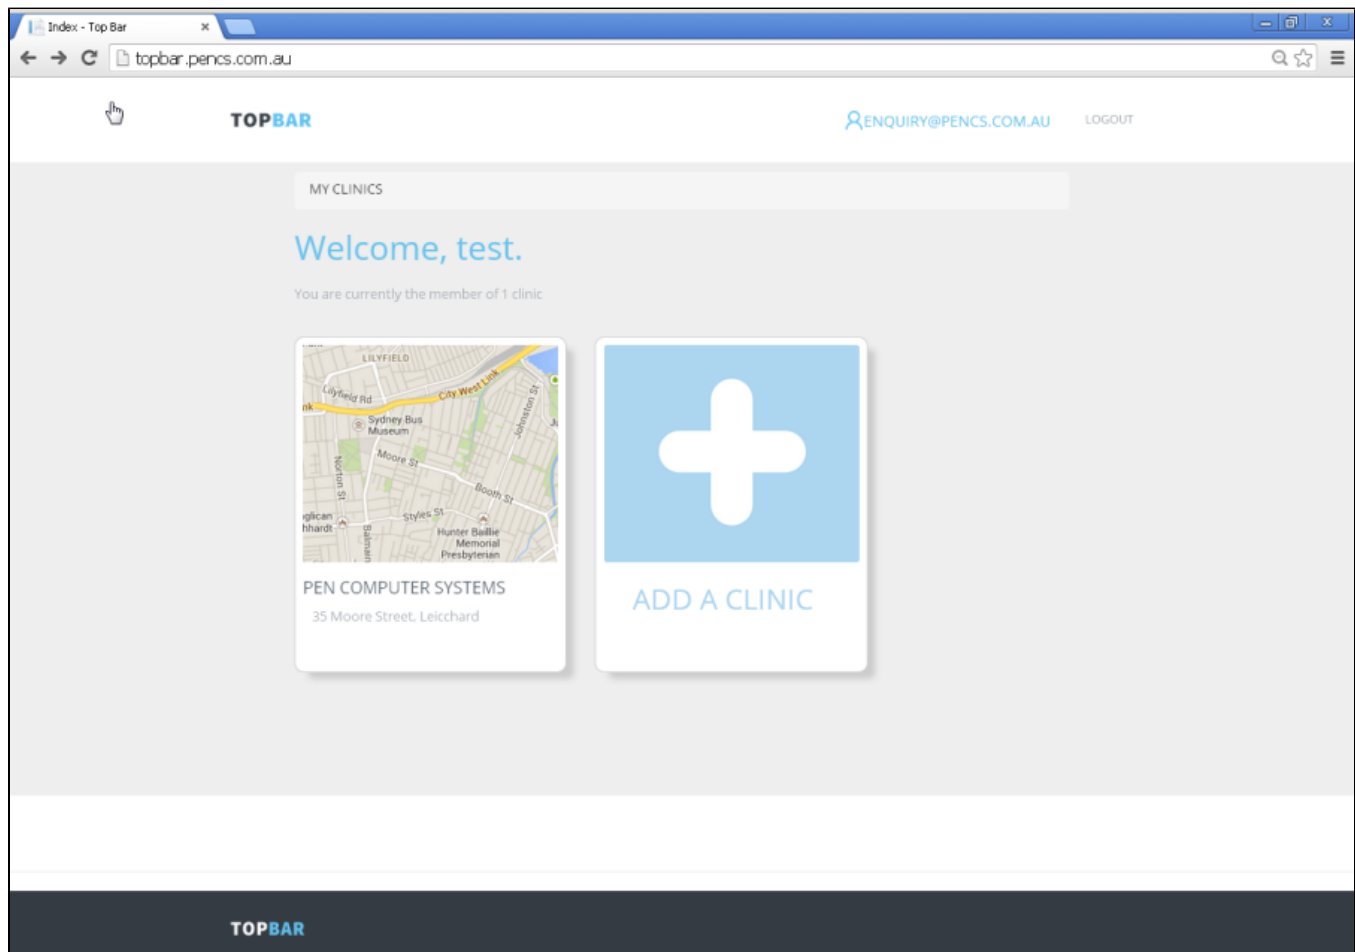 Index - Top Bar
topbar.pencs.com.au
TOPBAR
ENQUIRY@PENCS.COM.AU
LOGOUT
MY CLINICS
Welcome, test.
You are currently the member of 1 clinic
LILYFIELD
Lilyfield Rd
City West Link
nk
Sydney Bus
Museum
Johnston St
Moore St
Norton St
Booth St
Styles St
glican
hhardt
Balmain
Hunter Baillie
Memorial
Presbyterian
PEN COMPUTER SYSTEMS
35 Moore Street, Leicchard
ADD A CLINIC
TOPBAR